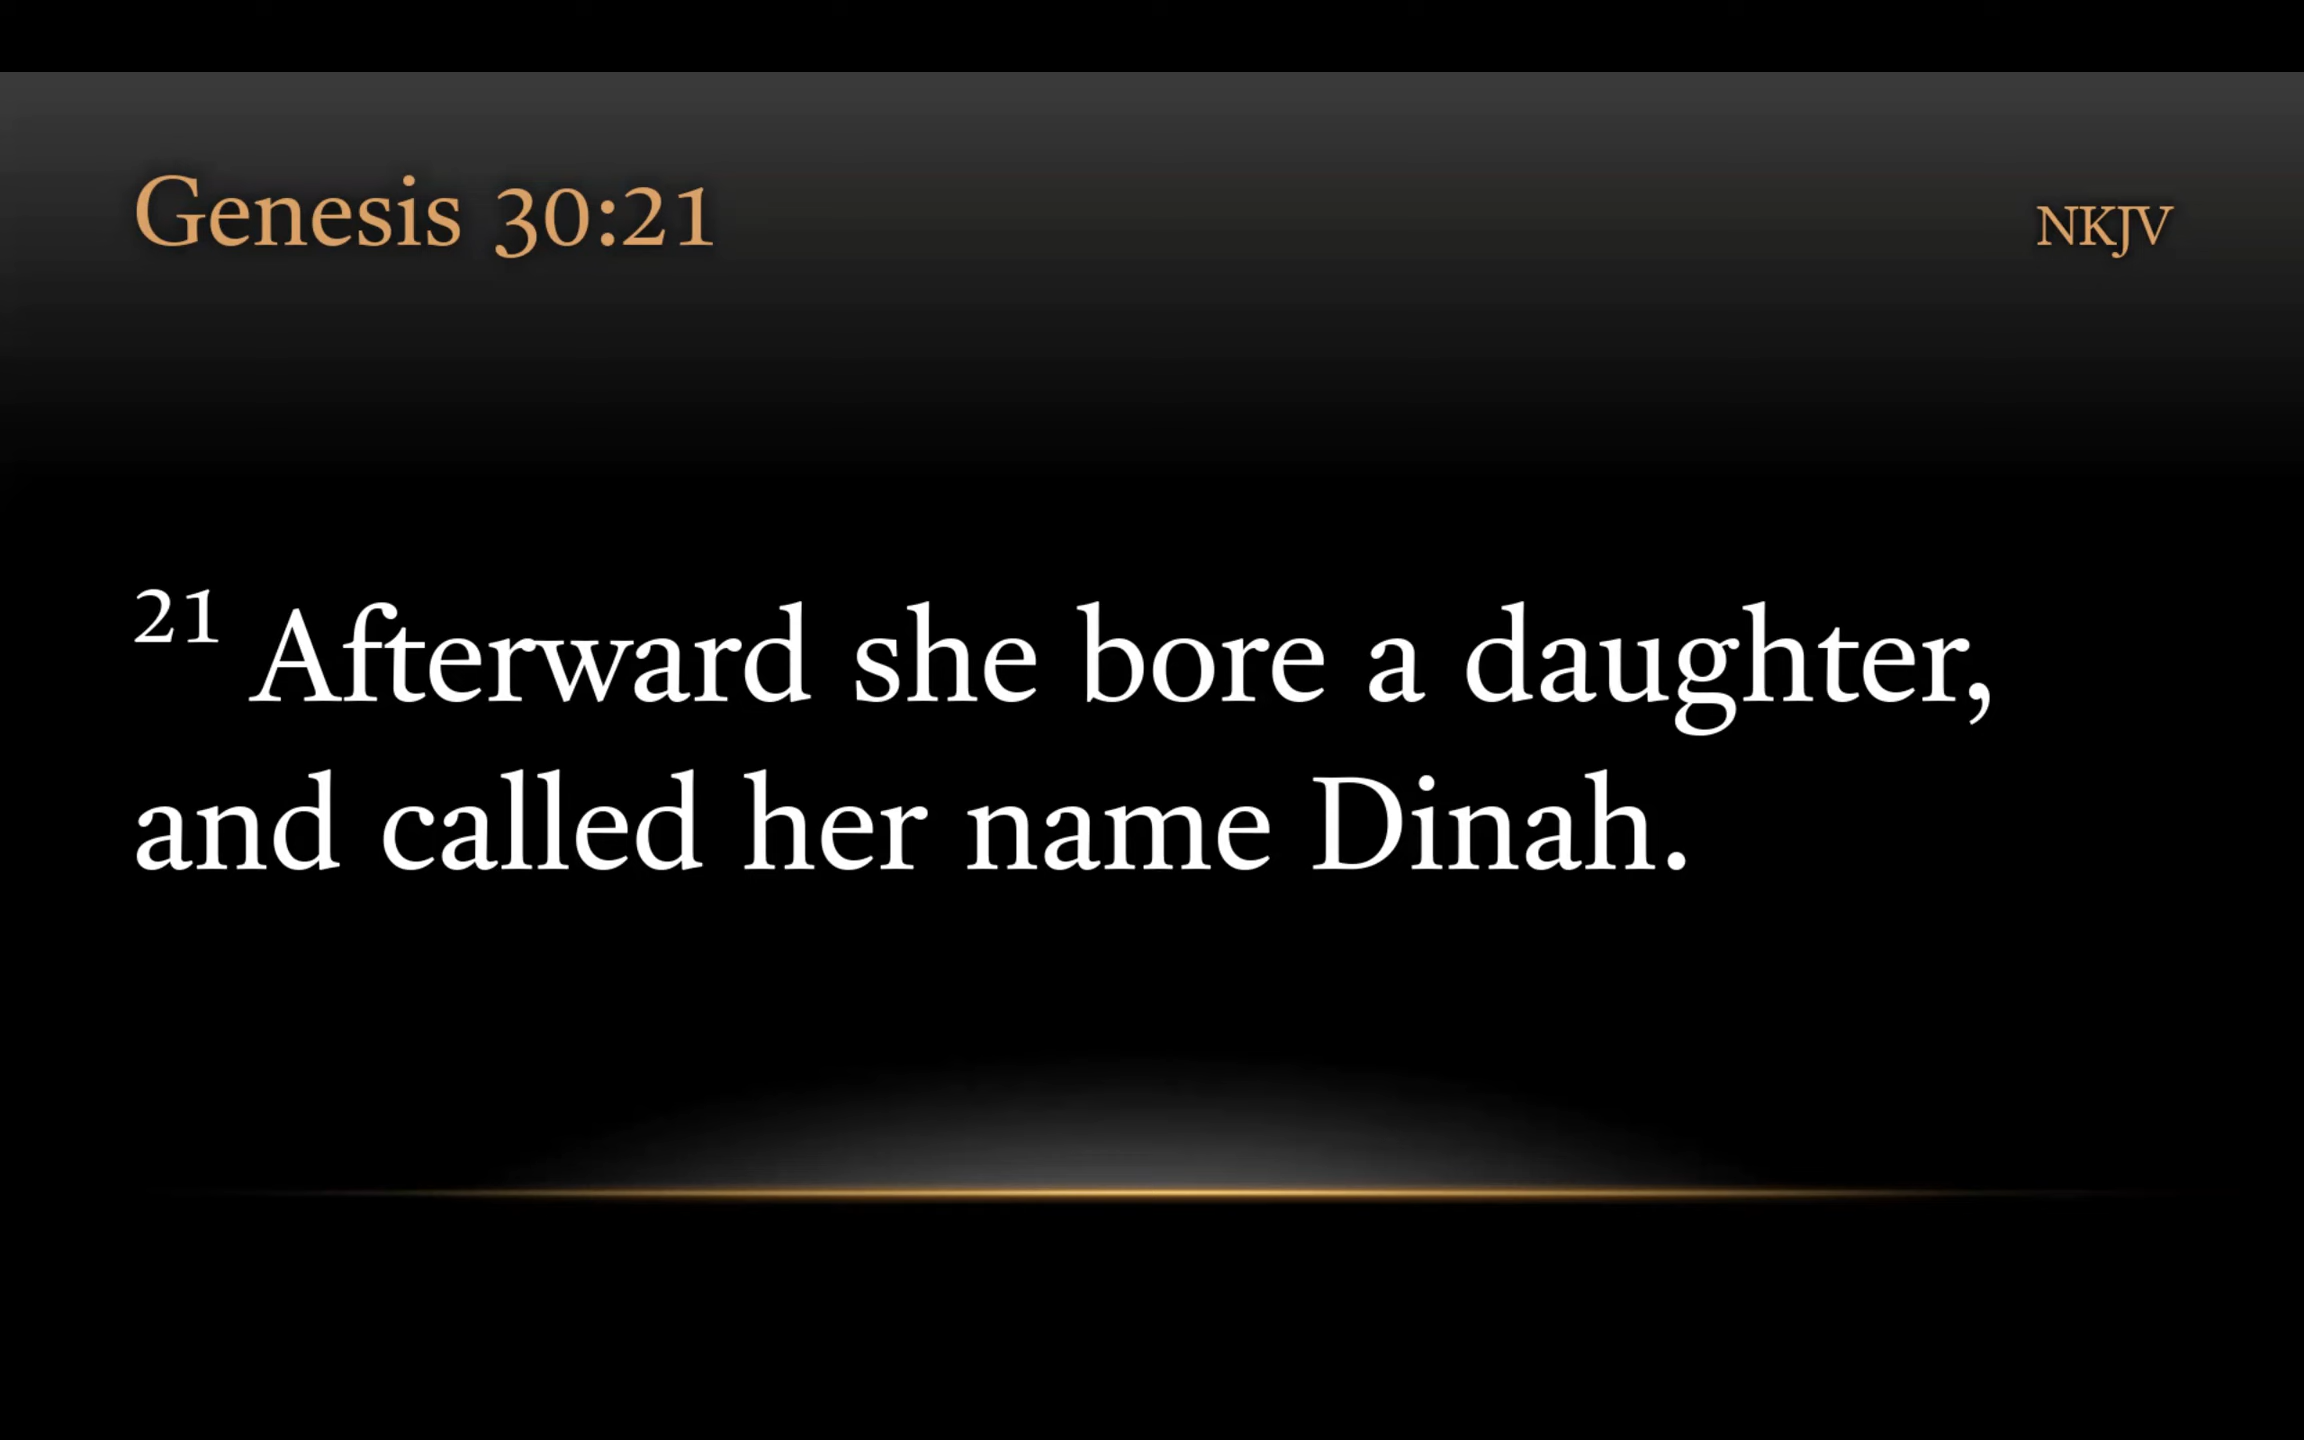 Genesis 30:21
NKJV
21 Afterward she bore a daughter,
and called her name Dinah.